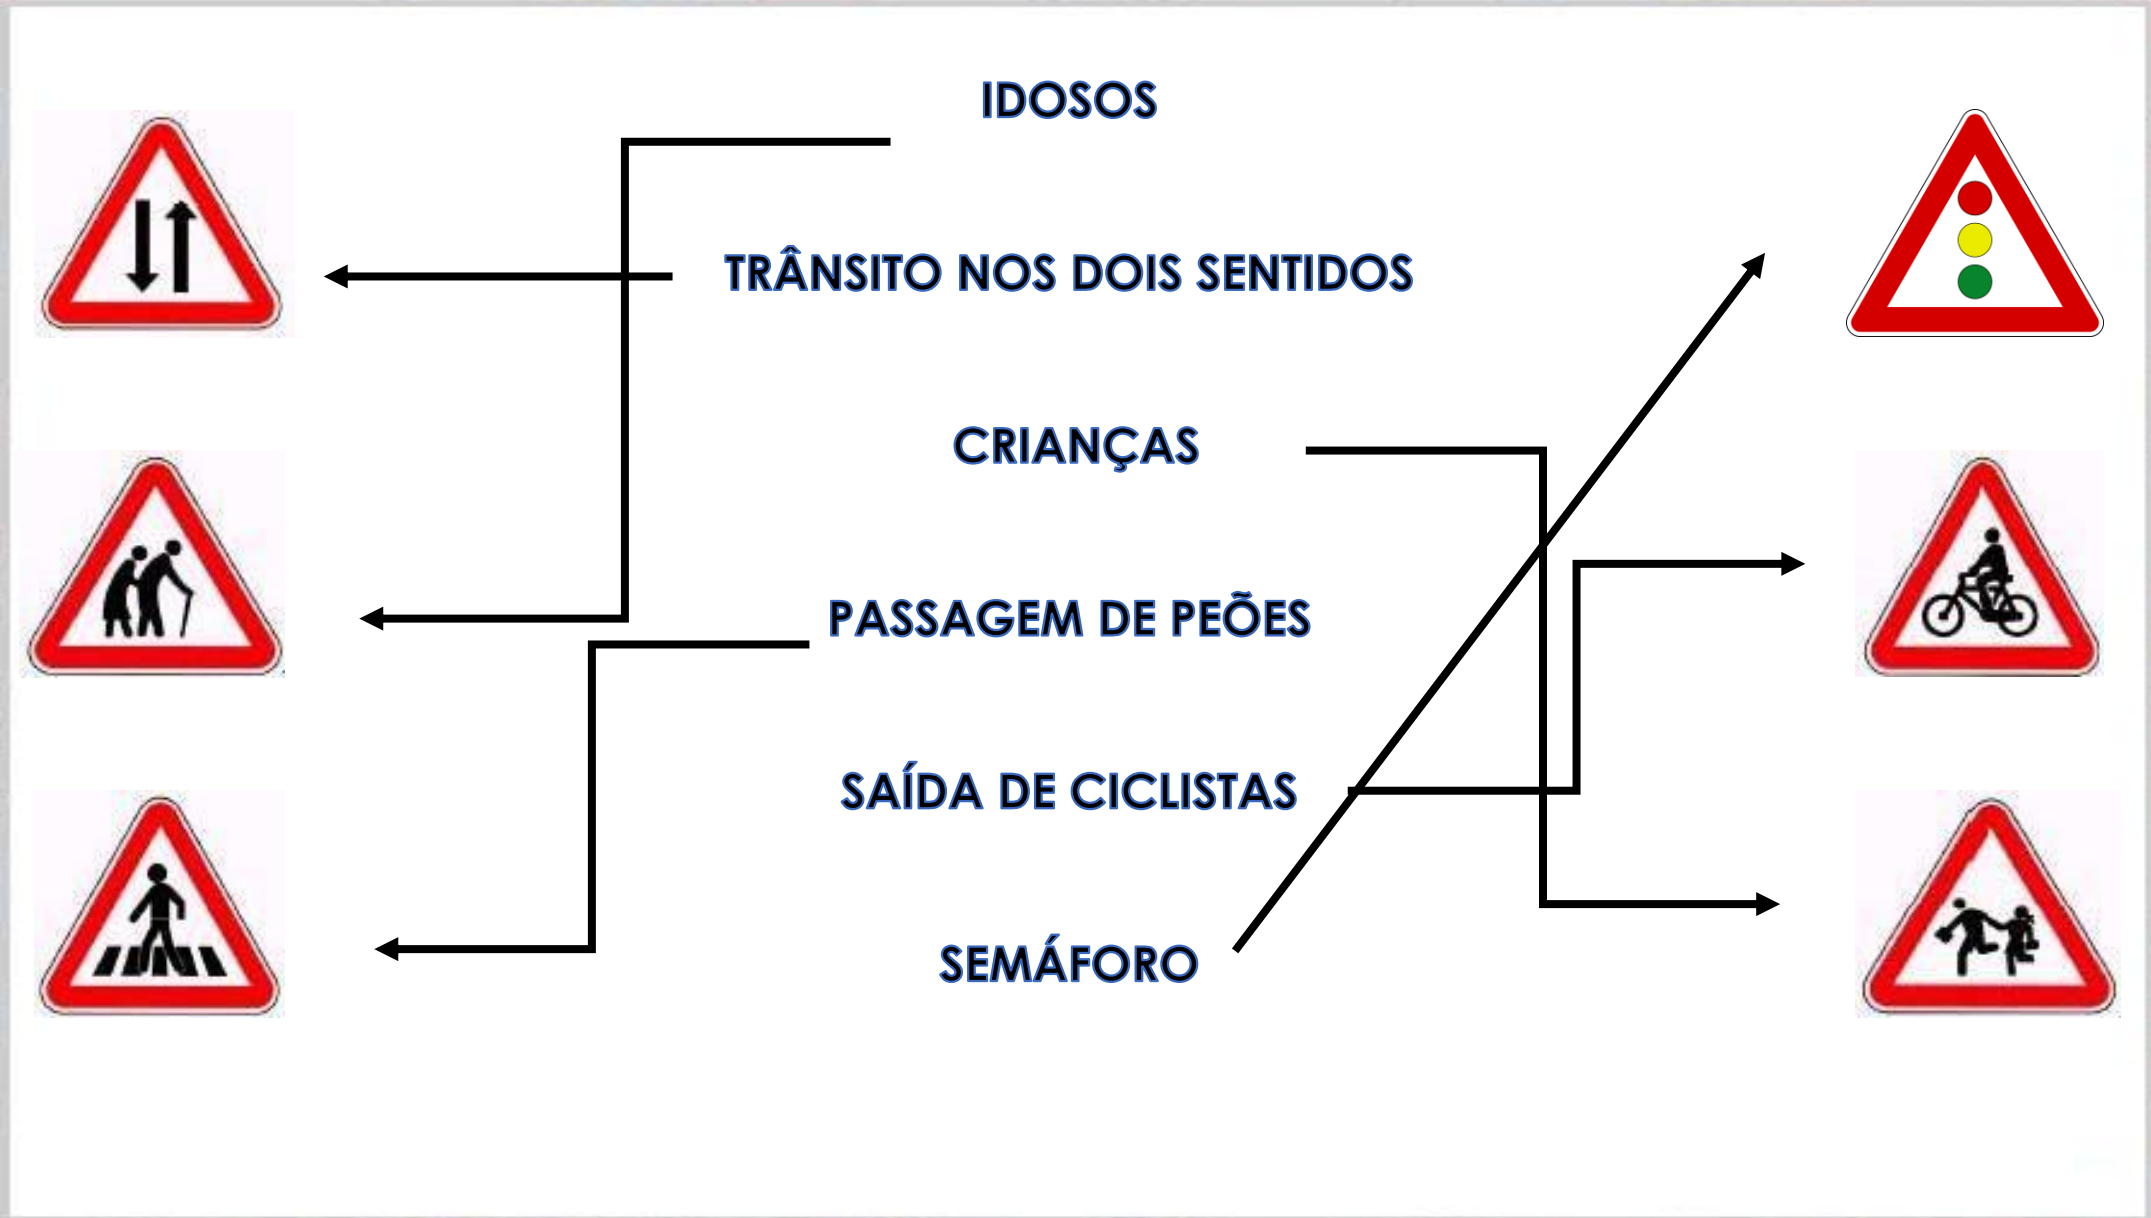 IDOSOS
TRÂNSITO NOS DOIS SENTIDOS
CRIANÇAS
PASSAGEM DE PEÕES
SAÍDA DE CICLISTAS
SEMÁFORO